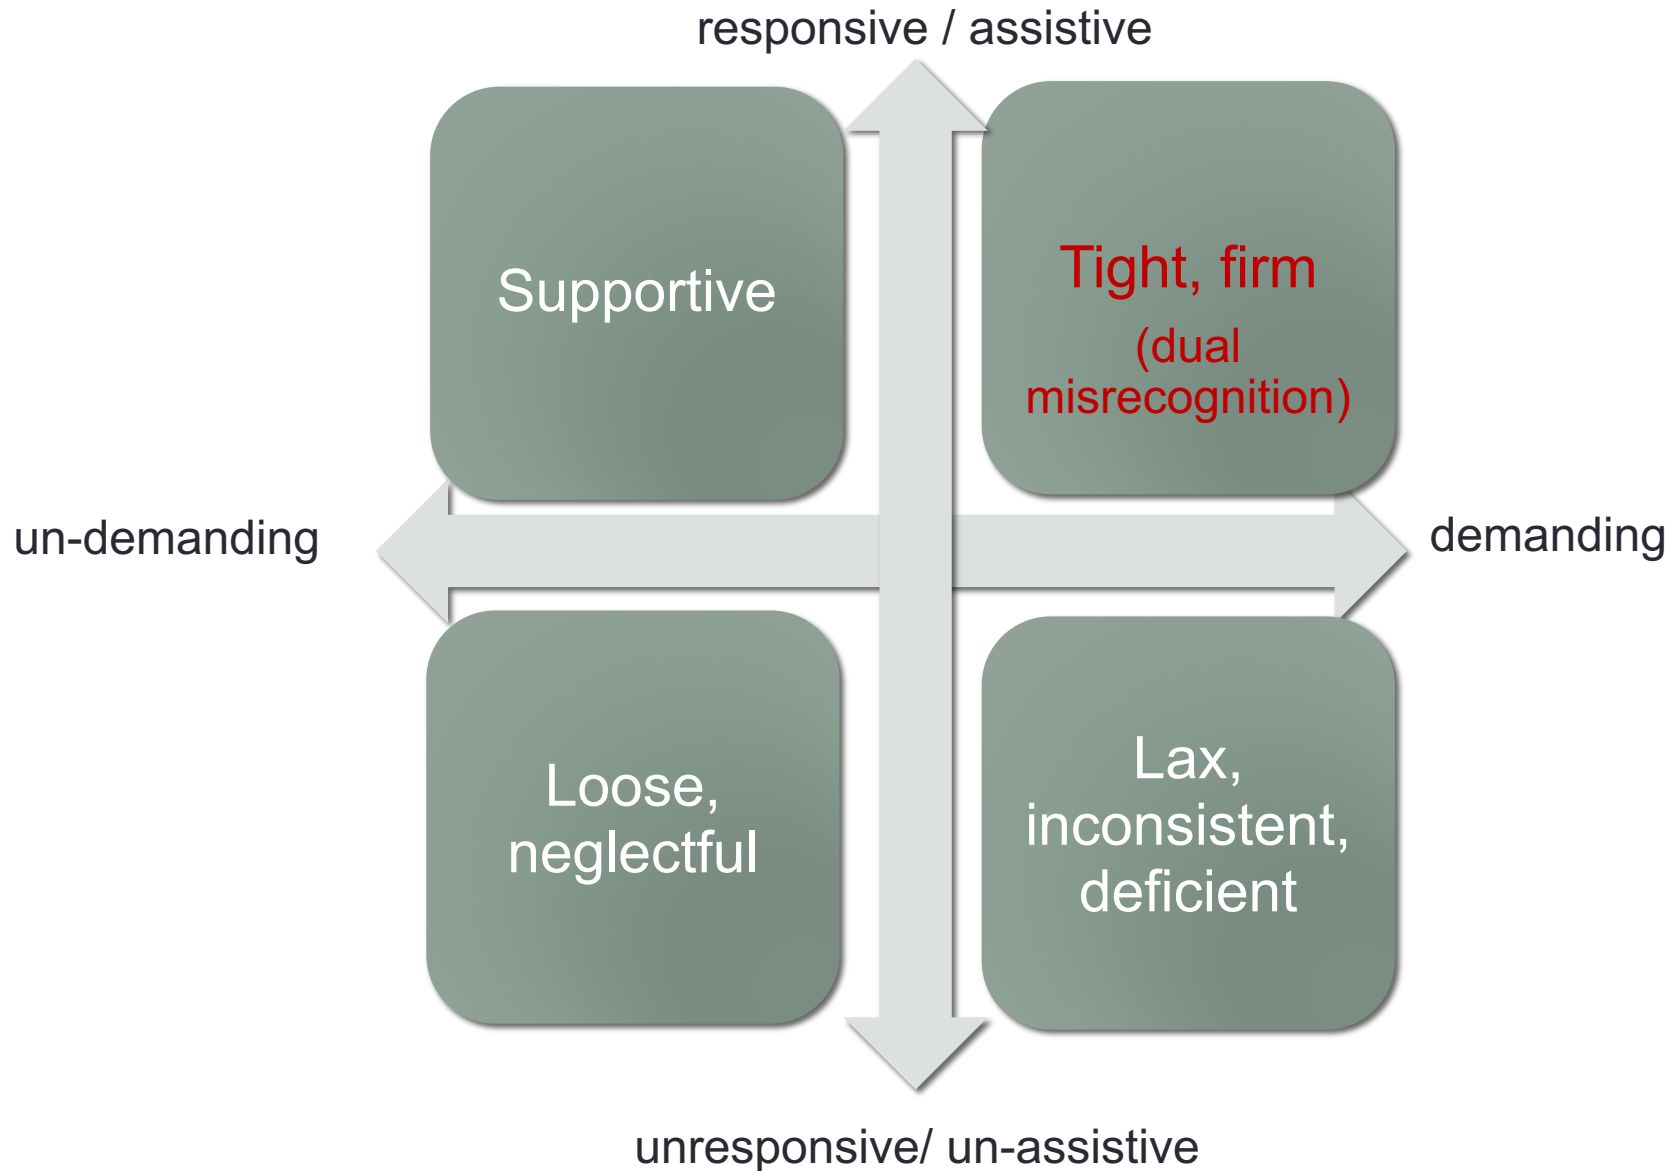 responsive / assistive
Supportive
Tight, firm
(dual
misrecognition)
un-demanding
demanding
Loose,
neglectful
Lax,
inconsistent,
deficient
unresponsive/ un-assistive